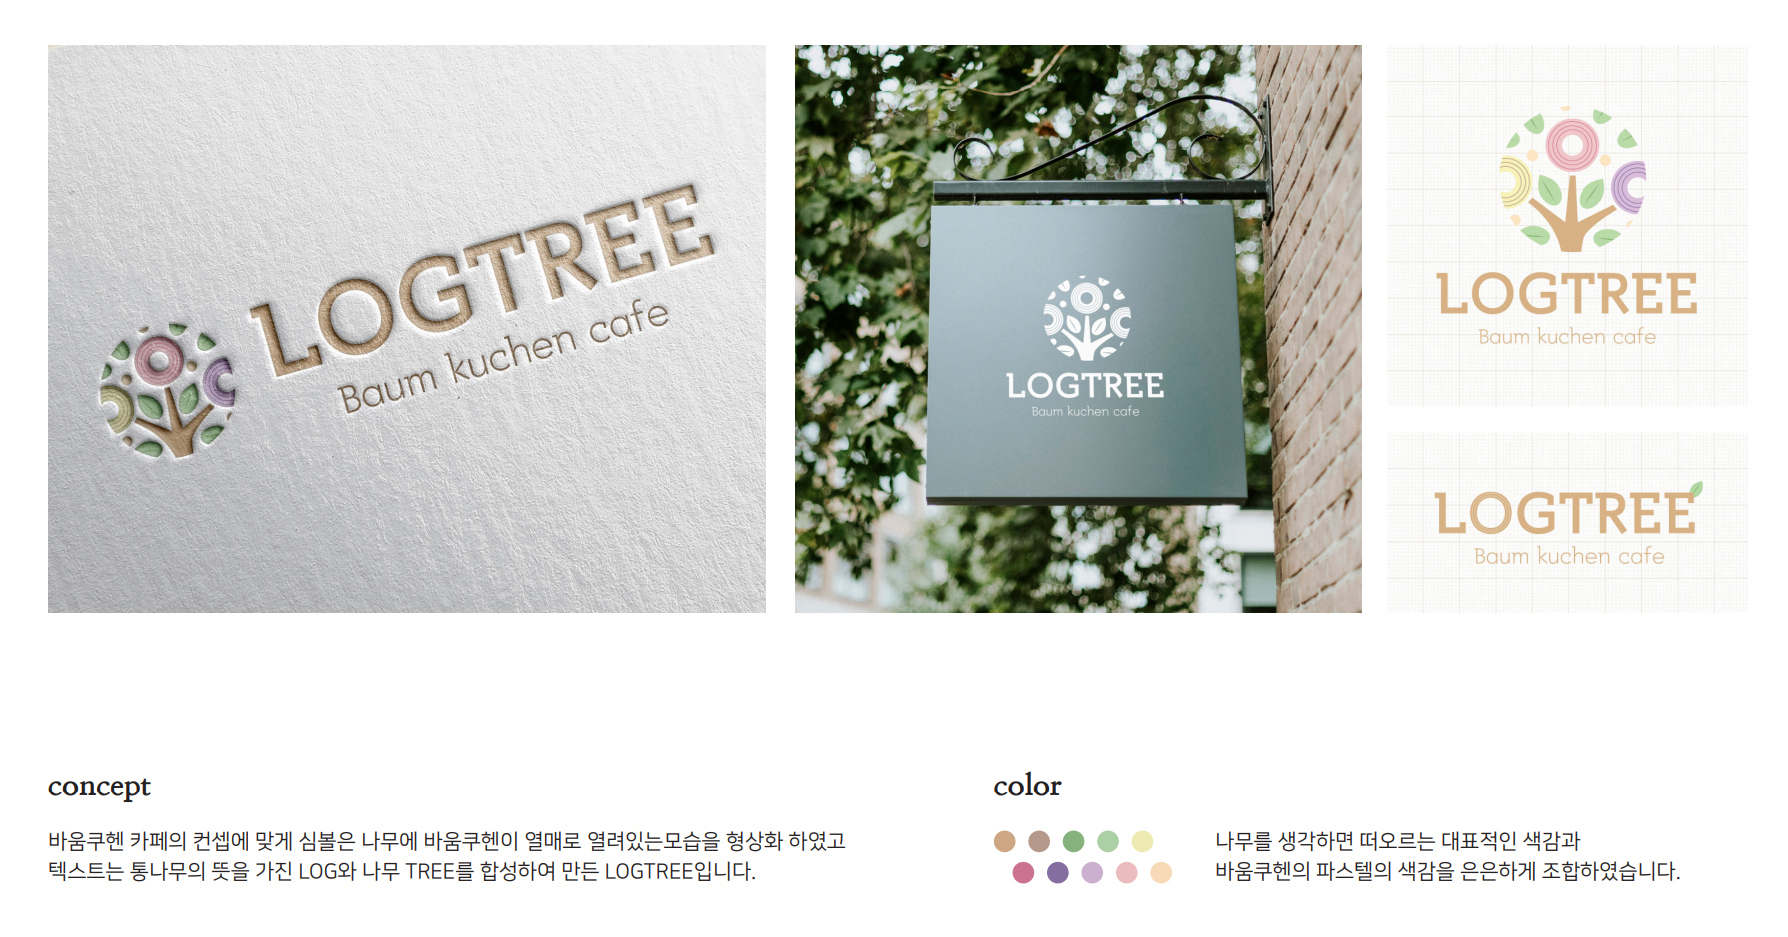 LOGTREE
Baum kuchen cafe
LOGTREE
Baum kuchen cafe
LOGTREE
Baum kuchen cafe
LOGTREE
Baum kuchen cafe
concept
바움쿠헨 카페의 컨셉에 맞게 심볼은 나무에 바움쿠헨이 열매로 열려있는모습을 형상화 하였고
텍스트는 통나무의 뜻을 가진 LOG와 나무 TREE를 합성하여 만든 LOGTREE입니다.
color
나무를 생각하면 떠오르는 대표적인 색감과
바움쿠헨의 파스텔의 색감을 은은하게 조합하였습니다.